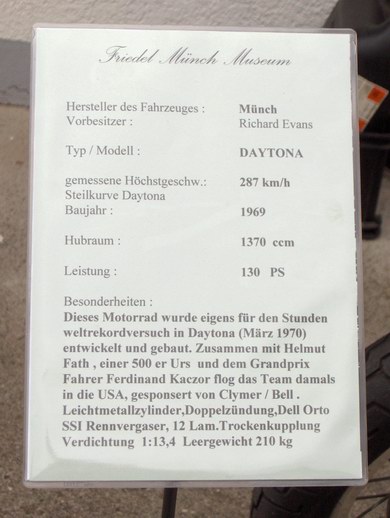 Friedel Münch Museum
Hersteller des Fahrzeuges : Münch
Vorbesitzer : Richard Evans
Typ / Modell : DAYTONA
gemessene Höchstgeschw.: 287 km/h
Steilkurve Daytona
Baujahr : 1969
Hubraum : 1370 ccm
Leistung : 130 PS
Besonderheiten :
Dieses Motorrad wurde eigens für den Stunden
weltrekordversuch in Daytona (März 1970)
entwickelt und gebaut. Zusammen mit Helmut
Fath , einer 500 er Urs und dem Grandprix
Fahrer Ferdinand Kaczor flog das Team damals
in die USA, gesponsert von Clymer / Bell .
Leichtmetallzylinder,Doppelzündung,Dell Orto
SSI Rennvergaser, 12 Lam.Trockenkupplung
Verdichtung 1:13,4 Leergewicht 210 kg